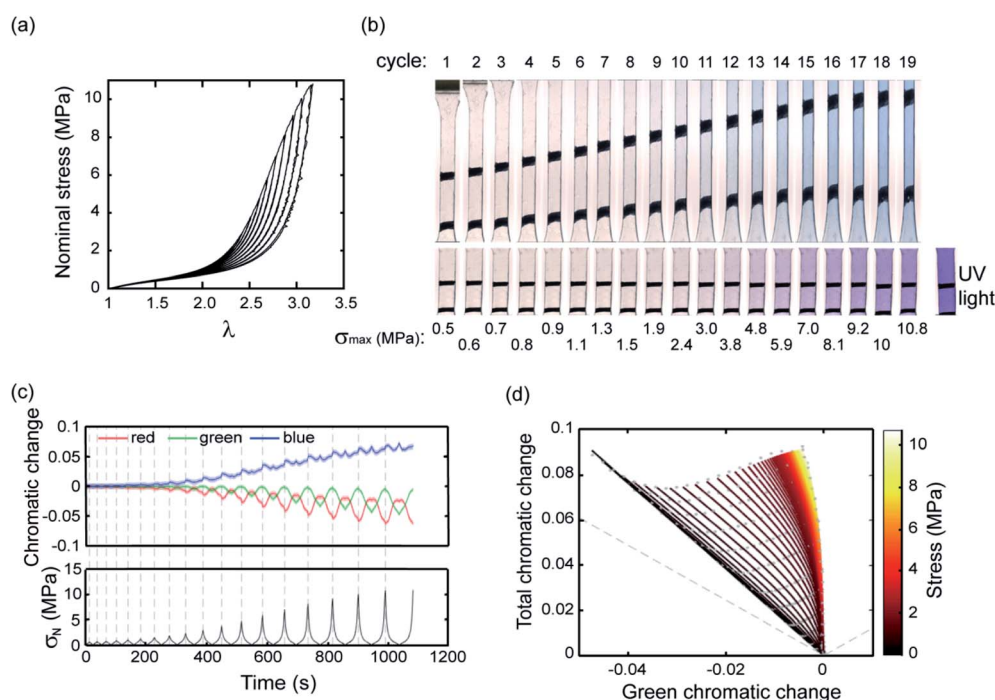 (a)
10
8
6
4
2
0
1
1.5
2.0
2.5
3.0
3.5
Nominal stress (MPa)
λ
(b)
cycle: 1 2 3 4 5 6 7 8 9 10 11 12 13 14 15 16 17 18 19
UV
light
0.5 0.7 0.9 1.3 1.9 3.0 4.8 7.0 9.2 10.8
σmax (MPa): 0.6 0.8 1.1 1.5 2.4 3.8 5.9 8.1 10
(c)
0.1
0.05
0
-0.05
-0.1
Chromatic change
red green blue
15
10
5
0
σN (MPa)
0 200 400 600 800 1000 1200
Time (s)
(d)
0.1
0.08
0.06
0.04
0.02
0
Total chromatic change
-0.04 -0.02 0
Green chromatic change
10
8
6
4
2
0
Stress (MPa)